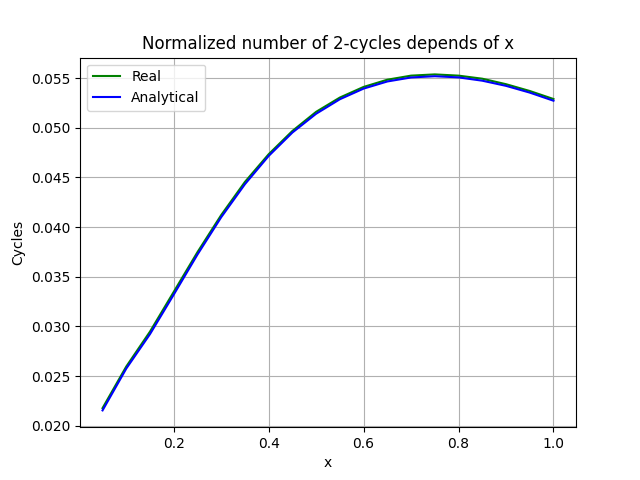 Normalized number of 2-cycles depends of x
Real
Analytical
0.055
0.050
0.045
0.040
0.035
0.030
0.025
0.020
Cycles
0.2 0.4 0.6 0.8 1.0
x